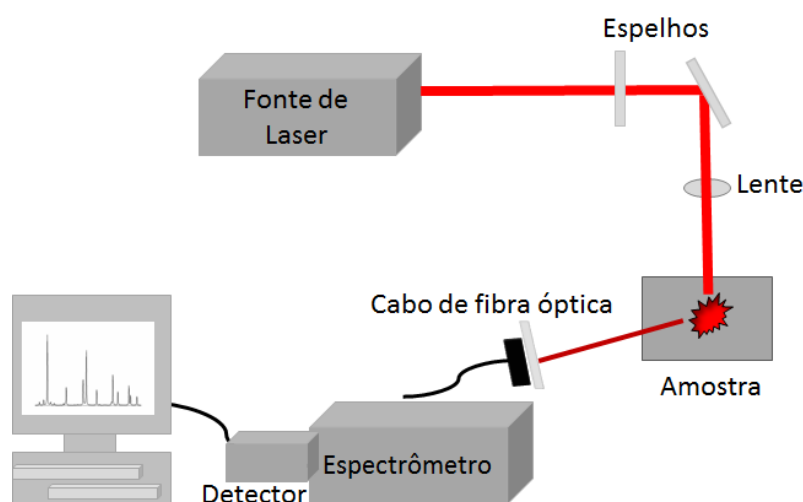 Espelhos
Fonte de
Laser
Lente
Cabo de fibra óptica
Amostra
Espectrômetro
Detector